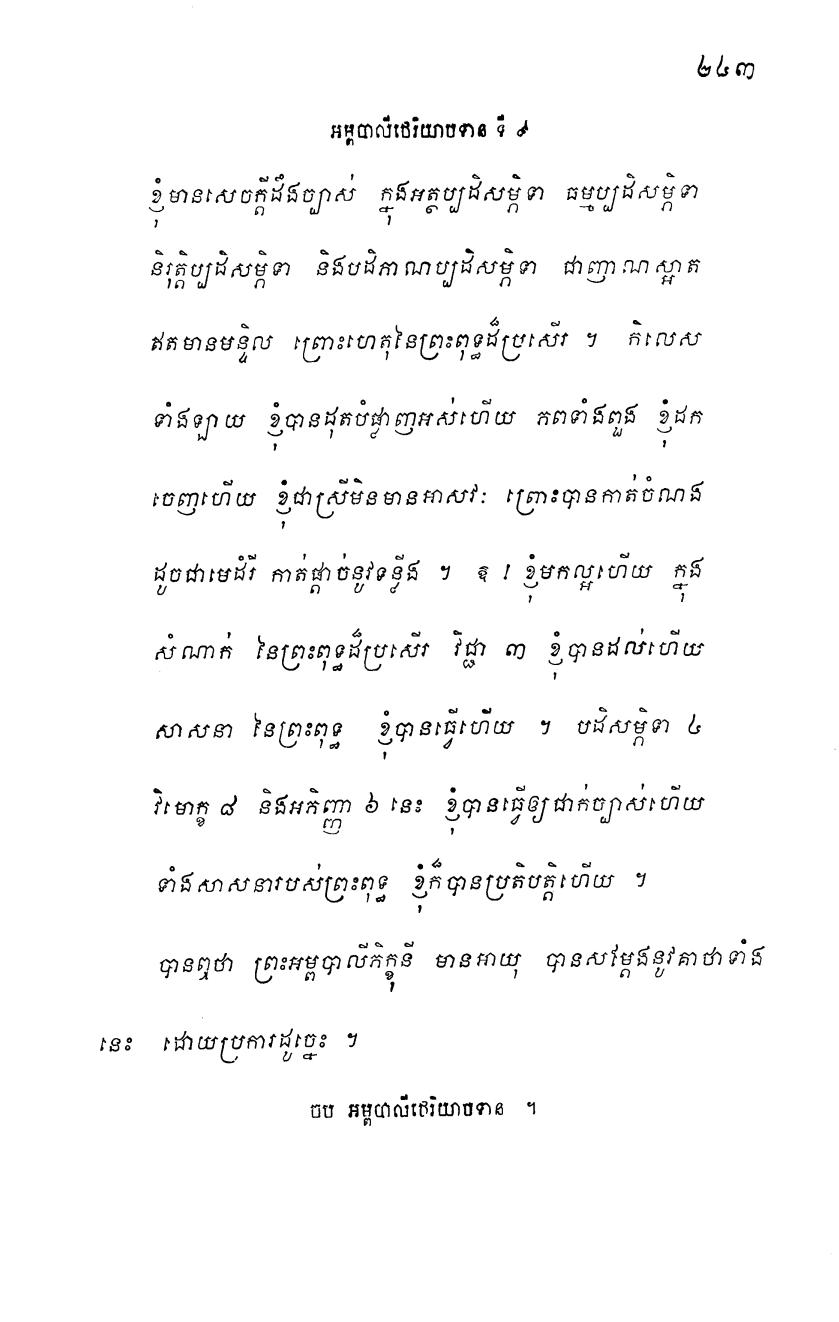 ២៤៣
អម្ពបាលីថេរិយាបទាន ទី ៩
ខ្ញុំមានសេចក្តីដឹងច្បាស់ ក្នុងអត្ថប្បដិសម្ភិទា ធម្មប្បដិសម្ភិទា
និរុត្តិប្បដិសម្ភិទា និងបដិភាណប្បដិសម្ភិទា ជាញាណស្អាត
ឥតមានមន្ទិល ព្រោះហេតុនៃព្រះពុទ្ធដ៏ប្រសើរ ។ កិលេស
ទាំងឡាយ ខ្ញុំបានដុតបំផ្លាញអស់ហើយ ភពទាំងពួង ខ្ញុំដក
ចេញហើយ ខ្ញុំជាស្រីមិនមានអាសវៈ ព្រោះបានកាត់ចំណង
ដូចជាមេដំរី កាត់ផ្តាច់នូវទន្លីង ។ ឱ ! ខ្ញុំមកល្អហើយ ក្នុង
សំណាក់ នៃព្រះពុទ្ធដ៏ប្រសើរ វិជ្ជា ៣ ខ្ញុំបានដល់ហើយ
សាសនា នៃព្រះពុទ្ធ ខ្ញុំបានធ្វើហើយ ។ បដិសម្ភិទា ៤
វិមោក្ខ ៨ និងអភិញ្ញា ៦ នេះ ខ្ញុំបានធ្វើឲ្យជាក់ច្បាស់ហើយ
ទាំងសាសនារបស់ព្រះពុទ្ធ ខ្ញុំក៏បានប្រតិបត្តិហើយ ។
បានឮថា ព្រះអម្ពបាលីភិក្ខុនី មានអាយុ បានសម្តែងនូវគាថាទាំង
នេះ ដោយប្រការដូច្នេះ ។
ចប អម្ពបាលីថេរិយាបទាន ។